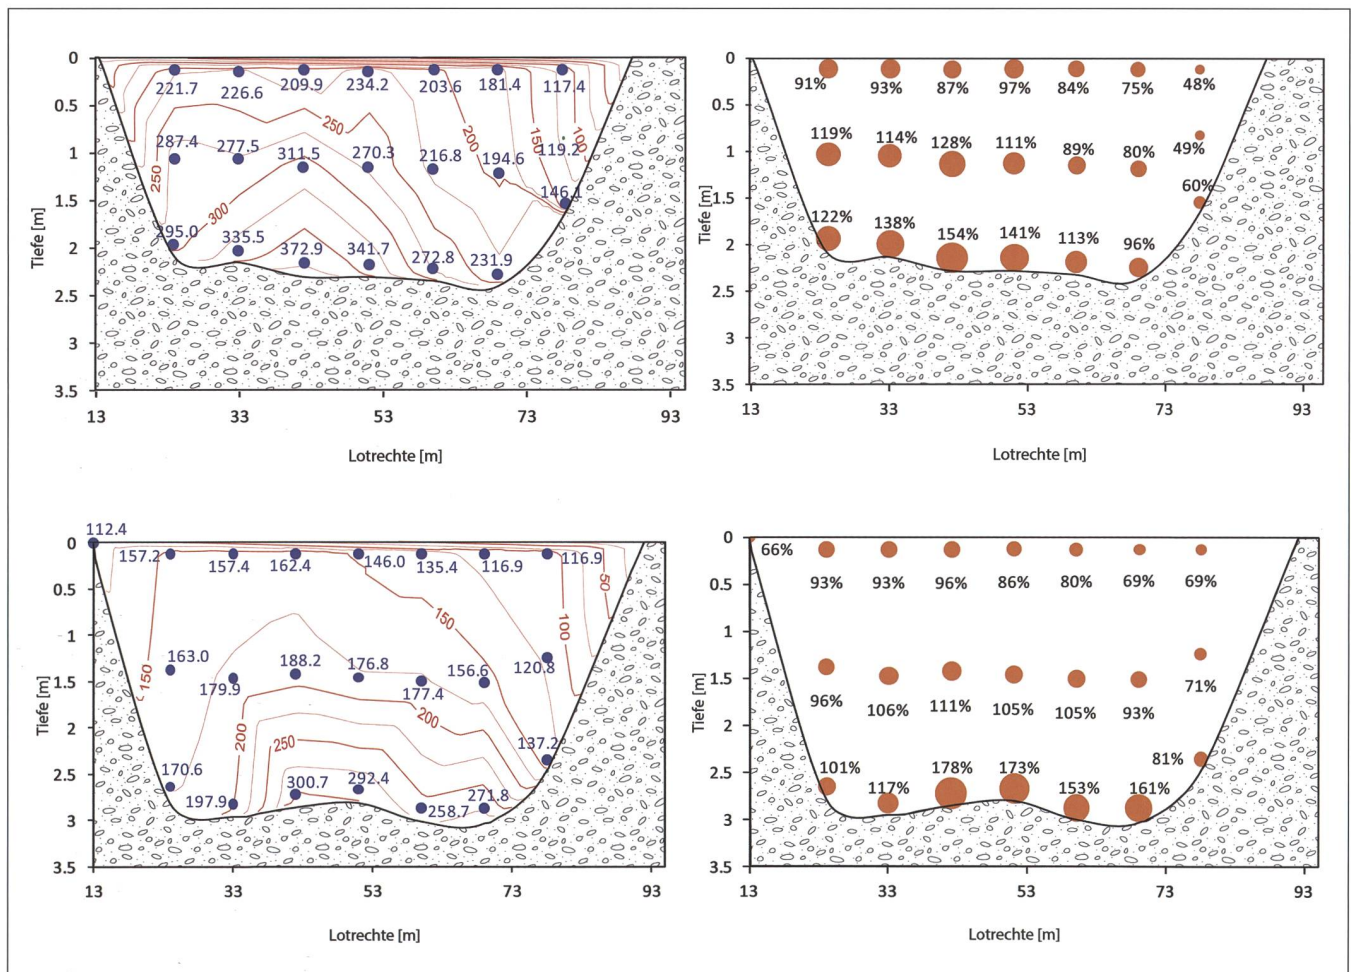 0
0.5
1
1.5
2
2.5
3
3.5
Tiefe [m]
13 33 53 73 93
Lotrechte [m]
221.7 226.6 209.9 234.2 203.6 181.4 117.4
250 200 150 100
287.4 277.5 311.5 270.3 216.8 194.6 119.2
250 300 146.1
295.0 335.5 372.9 341.7 272.8 231.9
0
0.5
1
1.5
2
2.5
3
3.5
Tiefe [m]
13 33 53 73 93
Lotrechte [m]
91% 93% 87% 97% 84% 75% 48%
119% 114% 128% 111% 89% 80% 49%
60%
122% 138% 154% 141% 113% 96%
0
0.5
1
1.5
2
2.5
3
3.5
Tiefe [m]
13 33 53 73 93
Lotrechte [m]
112.4
157.2 157.4 162.4 146.0 135.4 116.9 116.9
150 100 50
163.0 179.9 188.2 176.8 177.4 156.6 120.8
150 200 250 200
137.2
170.6 197.9 300.7 292.4 258.7 271.8
0
0.5
1
1.5
2
2.5
3
3.5
Tiefe [m]
13 33 53 73 93
Lotrechte [m]
66%
93% 93% 96% 86% 80% 69% 69%
96% 106% 111% 105% 105% 93% 71%
81%
101% 117% 178% 173% 153% 161%